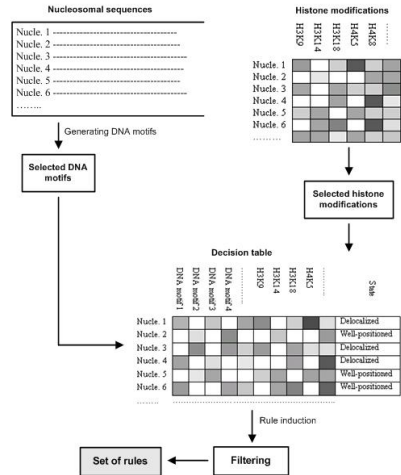 Nucleosomal sequences
Nucle. 1 --------------------------------------
Nucle. 2 --------------------------------------
Nucle. 3 ----------------------------------------
Nucle. 4 ---------------------------------------
Nucle. 5 ----------------------------------------
Nucle. 6 --------------------------------------
……..
Generating DNA motifs
Selected DNA
motifs
Histone modifications
H3K9
H3K14
H3K18
H4K5
H4K8
……
Nucle. 1
Nucle. 2
Nucle. 3
Nucle. 4
Nucle. 5
Nucle. 6
Selected histone
modifications
Decision table
DNA motif 1
DNA motif 2
DNA motif 3
DNA motif 4
……
H3K9
H3K14
H3K18
H4K5
……
State
Nucle. 1 Delocalized
Nucle. 2 Well-positioned
Nucle. 3 Delocalized
Nucle. 4 Delocalized
Nucle. 5 Well-positioned
Nucle. 6 Well-positioned
………
Rule induction
Set of rules
Filtering